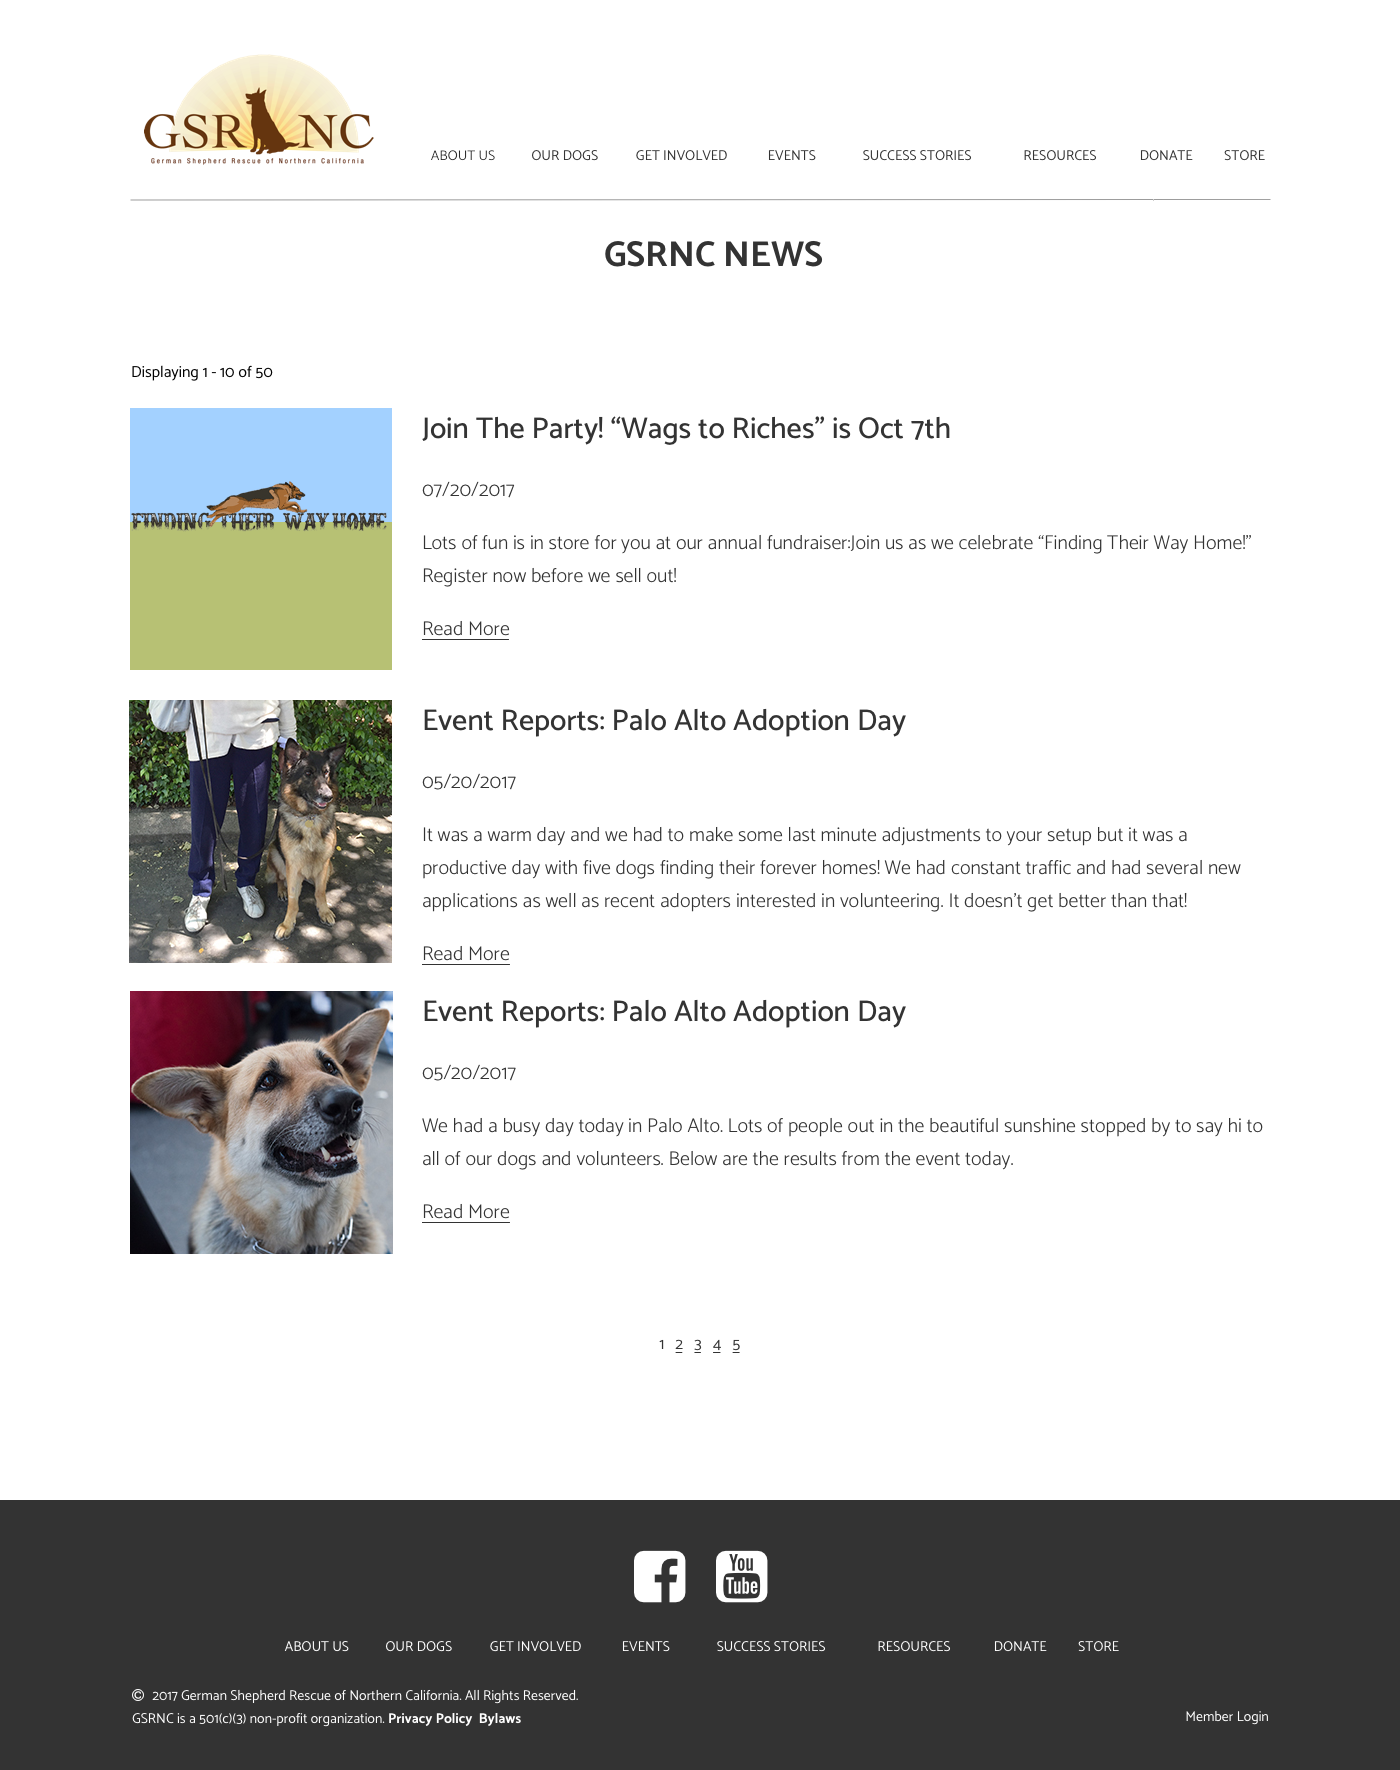 GSRNC
German Shepherd Rescue of Northern California
ABOUT US OUR DOGS GET INVOLVED EVENTS SUCCESS STORIES RESOURCES DONATE STORE
GSRNC NEWS
Displaying 1 - 10 of 50
FINDING THEIR WAY HOME
Join The Party! “Wags to Riches” is Oct 7th
07/20/2017
Lots of fun is in store for you at our annual fundraiser:Join us as we celebrate “Finding Their Way Home!”
Register now before we sell out!
Read More
Event Reports: Palo Alto Adoption Day
05/20/2017
It was a warm day and we had to make some last minute adjustments to your setup but it was a
productive day with five dogs finding their forever homes! We had constant traffic and had several new
applications as well as recent adopters interested in volunteering. It doesn’t get better than that!
Read More
Event Reports: Palo Alto Adoption Day
05/20/2017
We had a busy day today in Palo Alto. Lots of people out in the beautiful sunshine stopped by to say hi to
all of our dogs and volunteers. Below are the results from the event today.
Read More
1 2 3 4 5
You
Tube
ABOUT US OUR DOGS GET INVOLVED EVENTS SUCCESS STORIES RESOURCES DONATE STORE
© 2017 German Shepherd Rescue of Northern California. All Rights Reserved.
GSRNC is a 501(c)(3) non-profit organization. Privacy Policy Bylaws
Member Login